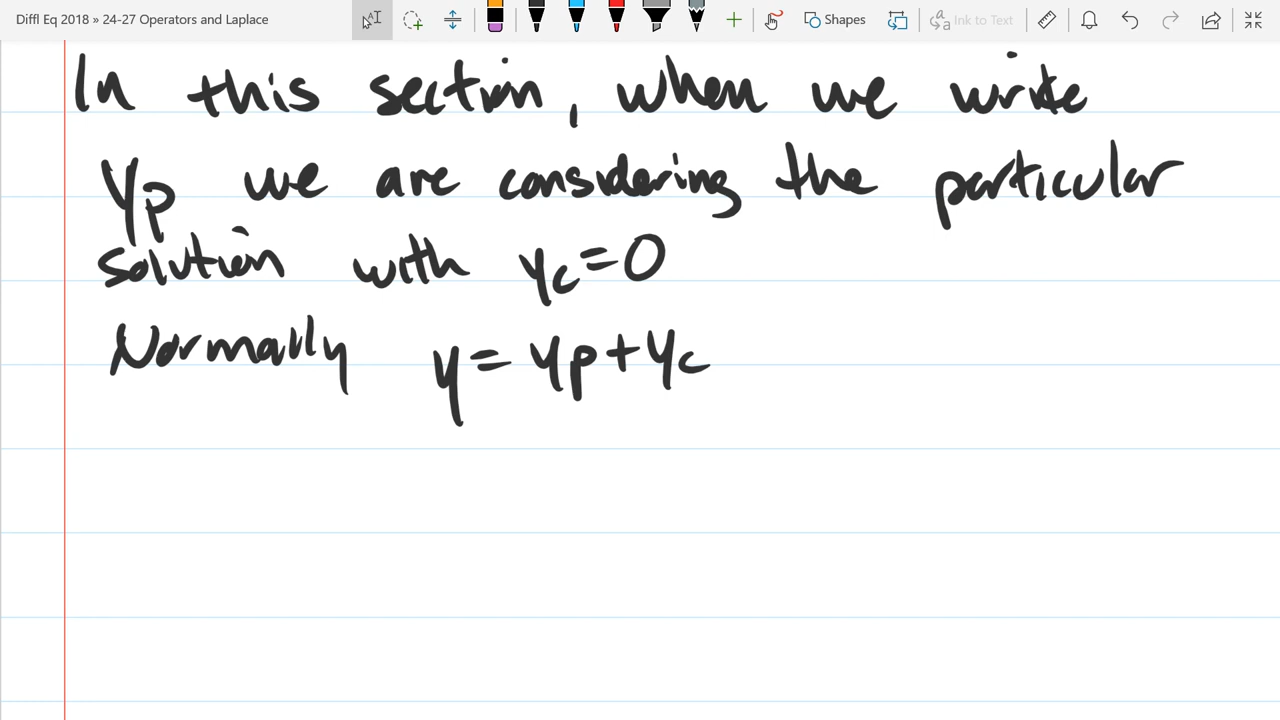 Diffl Eq 2018 » 24-27 Operators and Laplace
Shapes
Ink to Text
In this section, when we write
yp we are considering the particular
solution with yc=0
Normally y=yp+yc